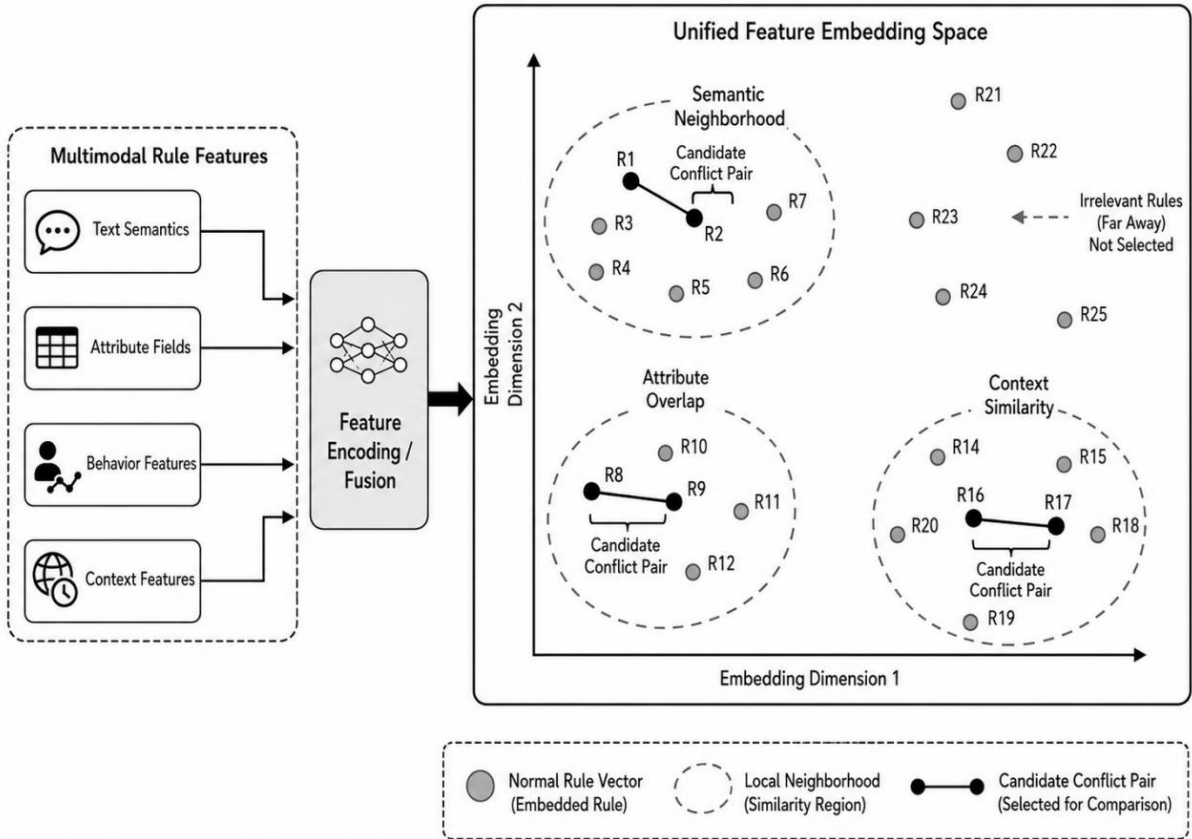 Multimodal Rule Features
Text Semantics
Attribute Fields
Behavior Features
Context Features
Feature
Encoding /
Fusion
Unified Feature Embedding Space
Embedding
Dimension 2
Semantic
Neighborhood
R1
Candidate
Conflict Pair
R2
R3
R4
R5
R6
R7
R21
R22
R23
Irrelevant Rules
(Far Away)
Not Selected
R24
R25
Attribute
Overlap
R10
R8
R9
R11
Candidate
Conflict Pair
R12
Context
Similarity
R14
R15
R16
R17
R20
R18
Candidate
Conflict Pair
R19
Embedding Dimension 1
Normal Rule Vector
(Embedded Rule)
Local Neighborhood
(Similarity Region)
Candidate Conflict Pair
(Selected for Comparison)